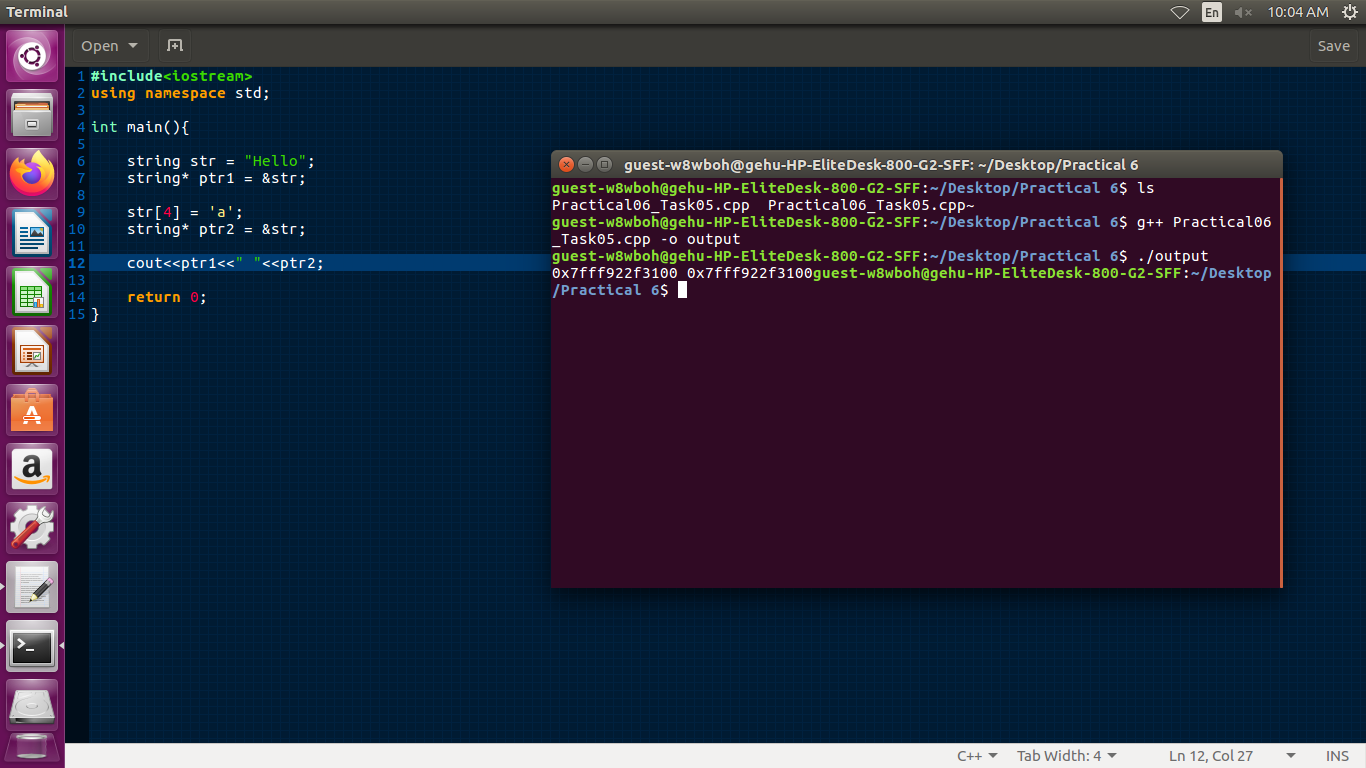 Terminal
En
10:04 AM
Open
Save
1 #include<iostream>
2 using namespace std;
3
4 int main(){
5
6     string str = "Hello";
7     string* ptr1 = &str;
8
9     str[4] = 'a';
10     string* ptr2 = &str;
11
12     cout<<ptr1<<" "<<ptr2;
13
14     return 0;
15 }
guest-w8wboh@gehu-HP-EliteDesk-800-G2-SFF: ~/Desktop/Practical 6
guest-w8wboh@gehu-HP-EliteDesk-800-G2-SFF:~/Desktop/Practical 6$ ls
Practical06_Task05.cpp  Practical06_Task05.cpp~
guest-w8wboh@gehu-HP-EliteDesk-800-G2-SFF:~/Desktop/Practical 6$ g++ Practical06
_Task05.cpp -o output
guest-w8wboh@gehu-HP-EliteDesk-800-G2-SFF:~/Desktop/Practical 6$ ./output
0x7fff922f3100 0x7fff922f3100guest-w8wboh@gehu-HP-EliteDesk-800-G2-SFF:~/Desktop
/Practical 6$
A
a
>_
C++
Tab Width: 4
Ln 12, Col 27
INS